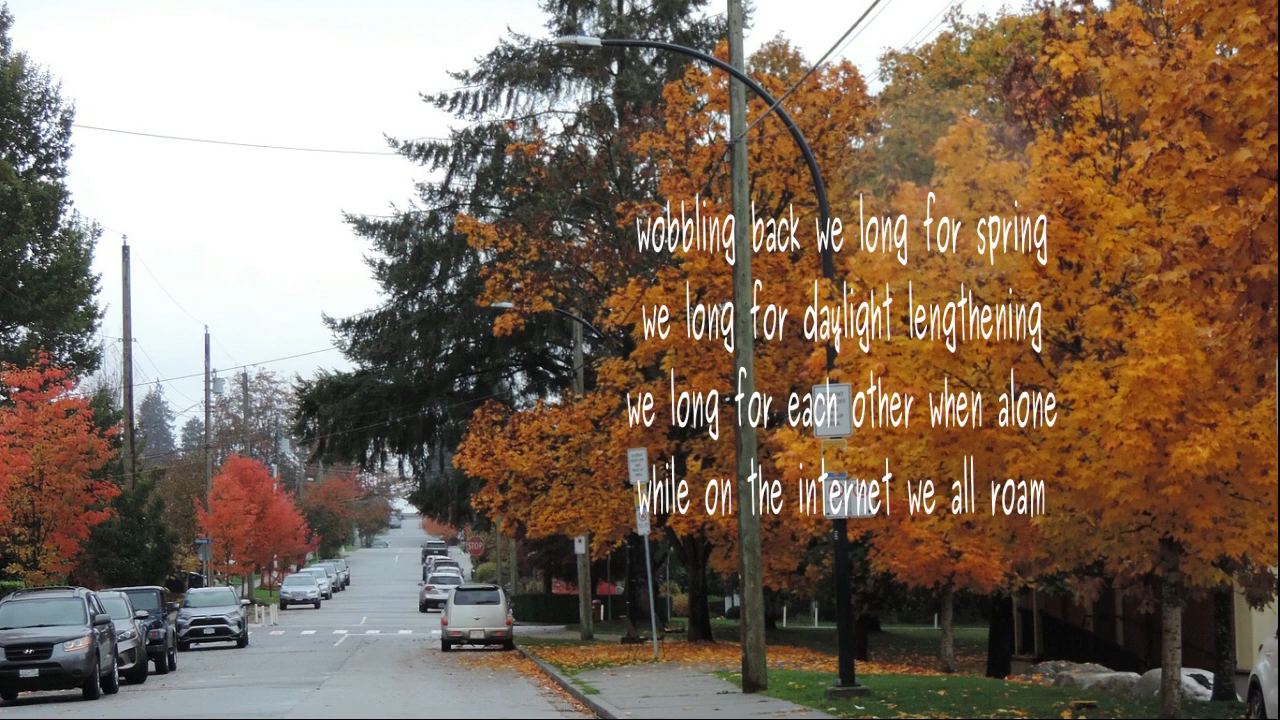 wobbling back we long for spring
we long for daylight lengthening
we long for each other when alone
while on the internet we all roam
STOP